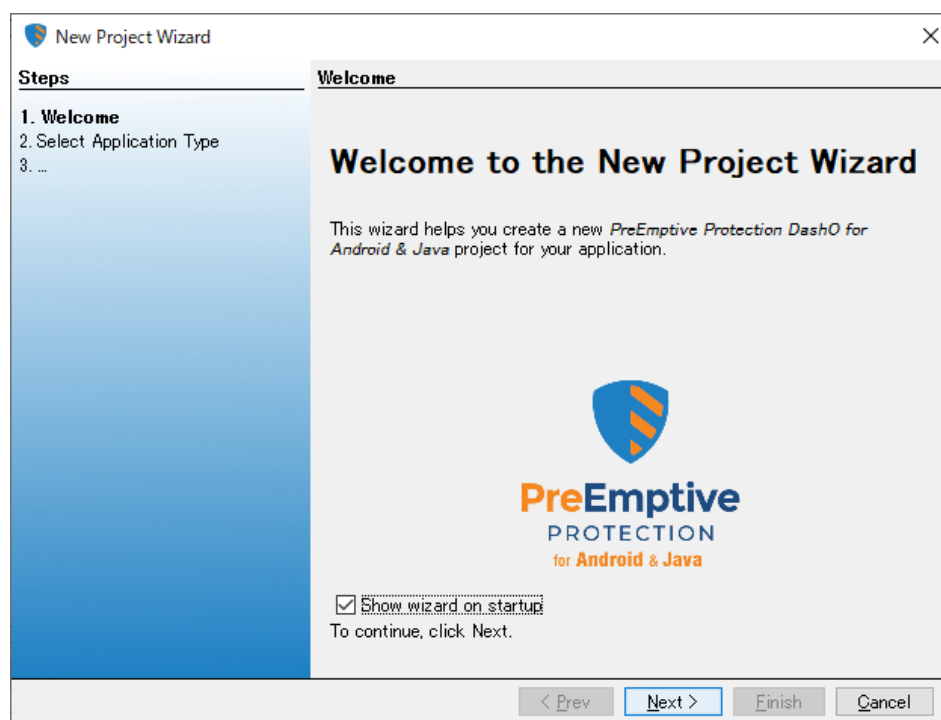 New Project Wizard
Steps
1. Welcome
2. Select Application Type
3. ...
Welcome
Welcome to the New Project Wizard
This wizard helps you create a new PreEmptive Protection DashO for
Android & Java project for your application.
PreEmptive
PROTECTION
for Android & Java
Show wizard on startup
To continue, click Next.
< Prev
Next >
Finish
Cancel